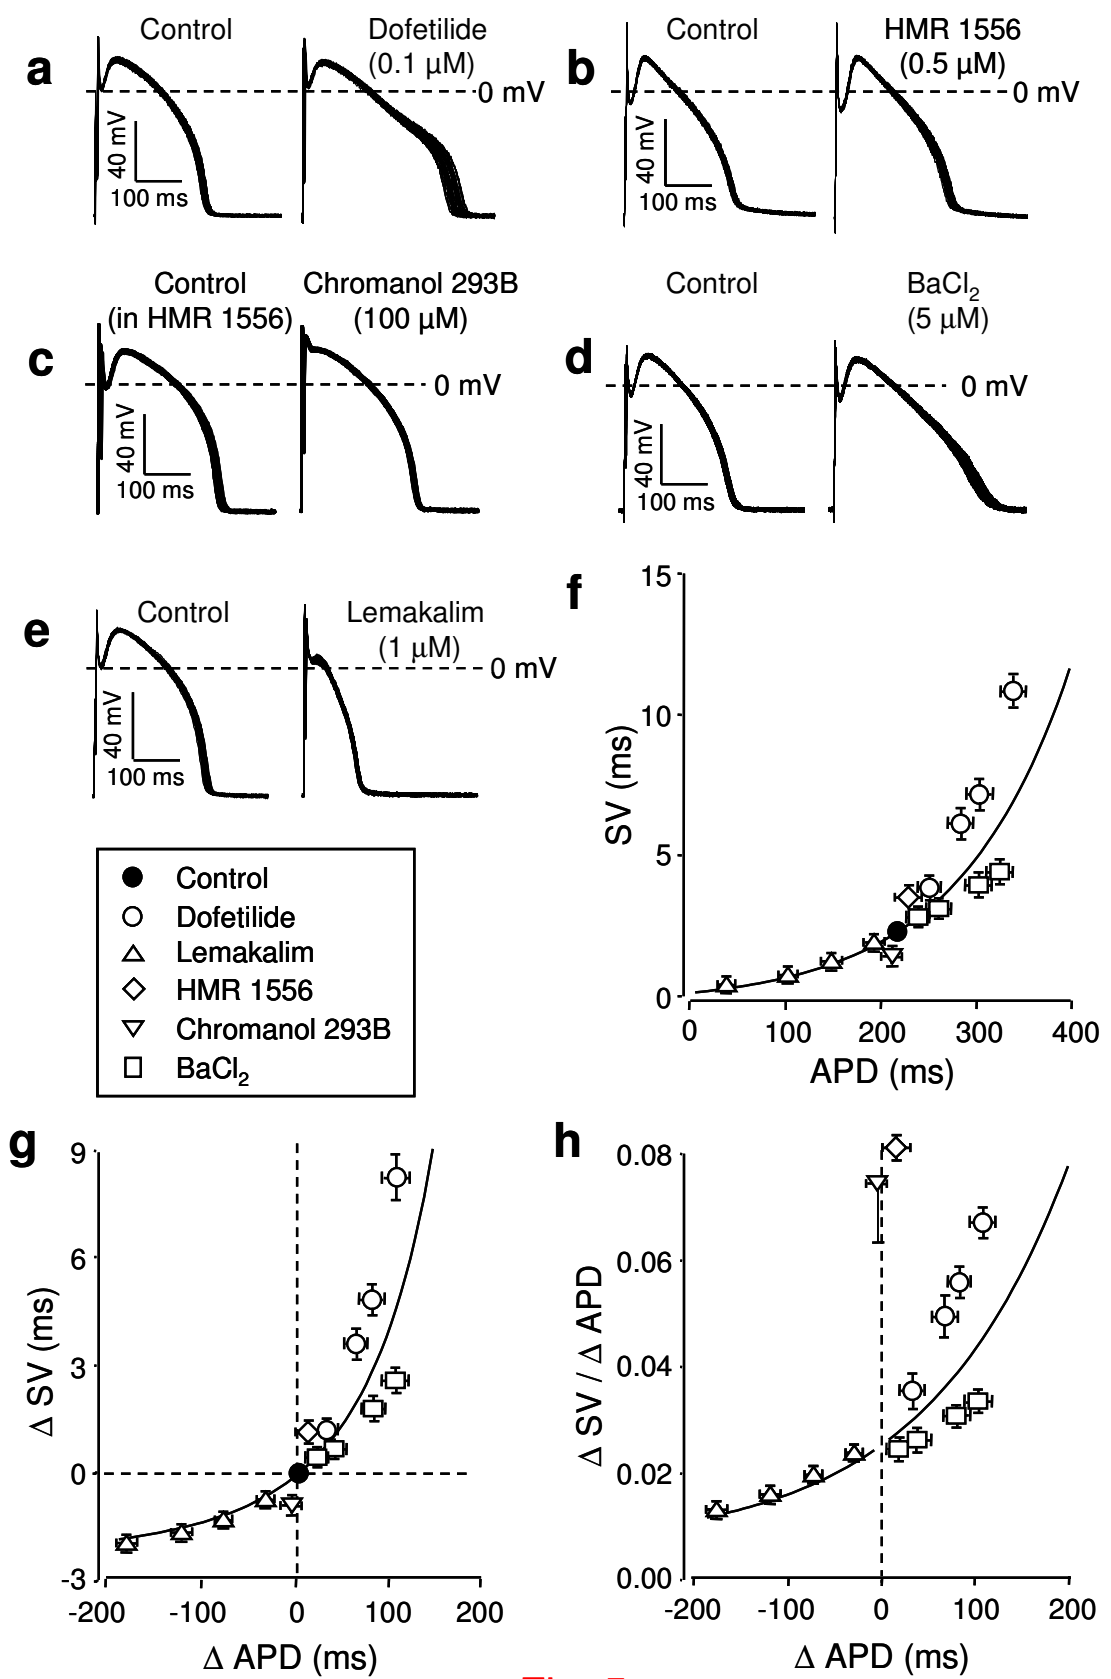 a
Control
Dofetilide
(0.1 µM)
0 mV
40 mV
100 ms
b
Control
HMR 1556
(0.5 µM)
0 mV
40 mV
100 ms
c
Control
(in HMR 1556)
Chromanol 293B
(100 µM)
0 mV
40 mV
100 ms
d
Control
BaCl2
(5 µM)
0 mV
40 mV
100 ms
e
Control
Lemakalim
(1 µM)
0 mV
40 mV
100 ms
Control
Dofetilide
Lemakalim
HMR 1556
Chromanol 293B
BaCl2
f
15
10
5
0
SV (ms)
0 100 200 300 400
APD (ms)
g
9
6
3
0
-3
Δ SV (ms)
-200 -100 0 100 200
Δ APD (ms)
h
0.08
0.06
0.04
0.02
0.00
Δ SV / Δ APD
-200 -100 0 100 200
Δ APD (ms)